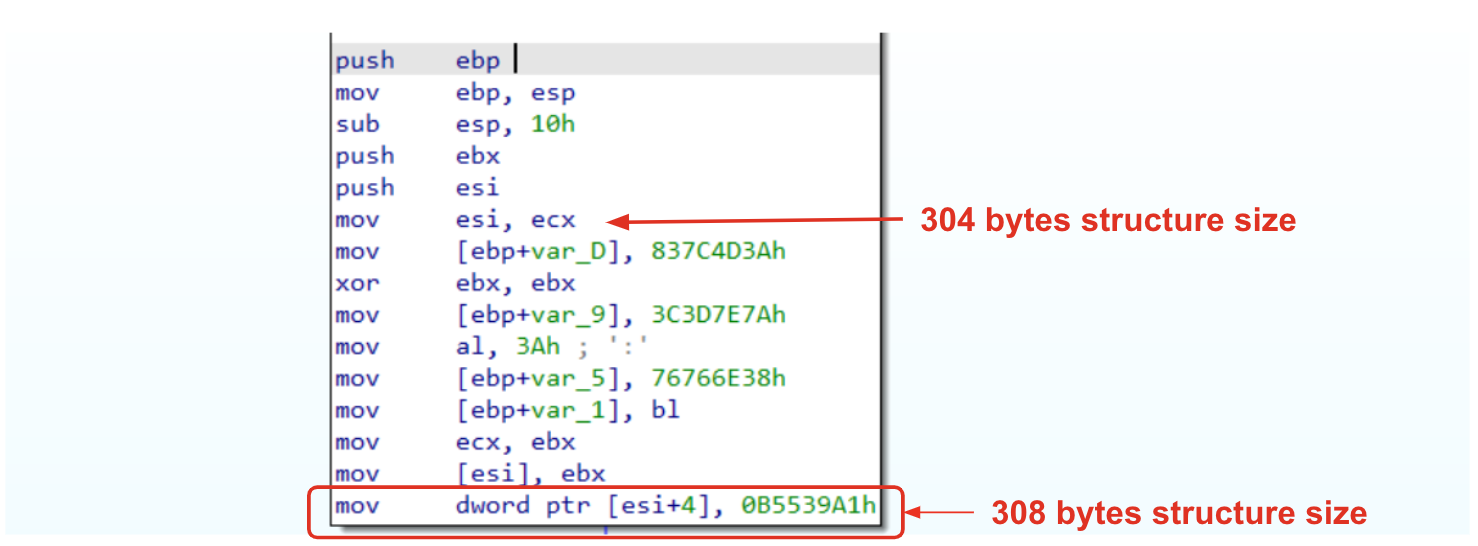 push ebp
mov ebp, esp
sub esp, 10h
push ebx
push esi
mov esi, ecx
304 bytes structure size
mov [ebp+var_D], 837C4D3Ah
xor ebx, ebx
mov [ebp+var_9], 3C3D7E7Ah
mov al, 3Ah ; ':'
mov [ebp+var_5], 76766E38h
mov [ebp+var_1], bl
mov ecx, ebx
mov [esi], ebx
mov dword ptr [esi+4], 0B5539A1h
308 bytes structure size